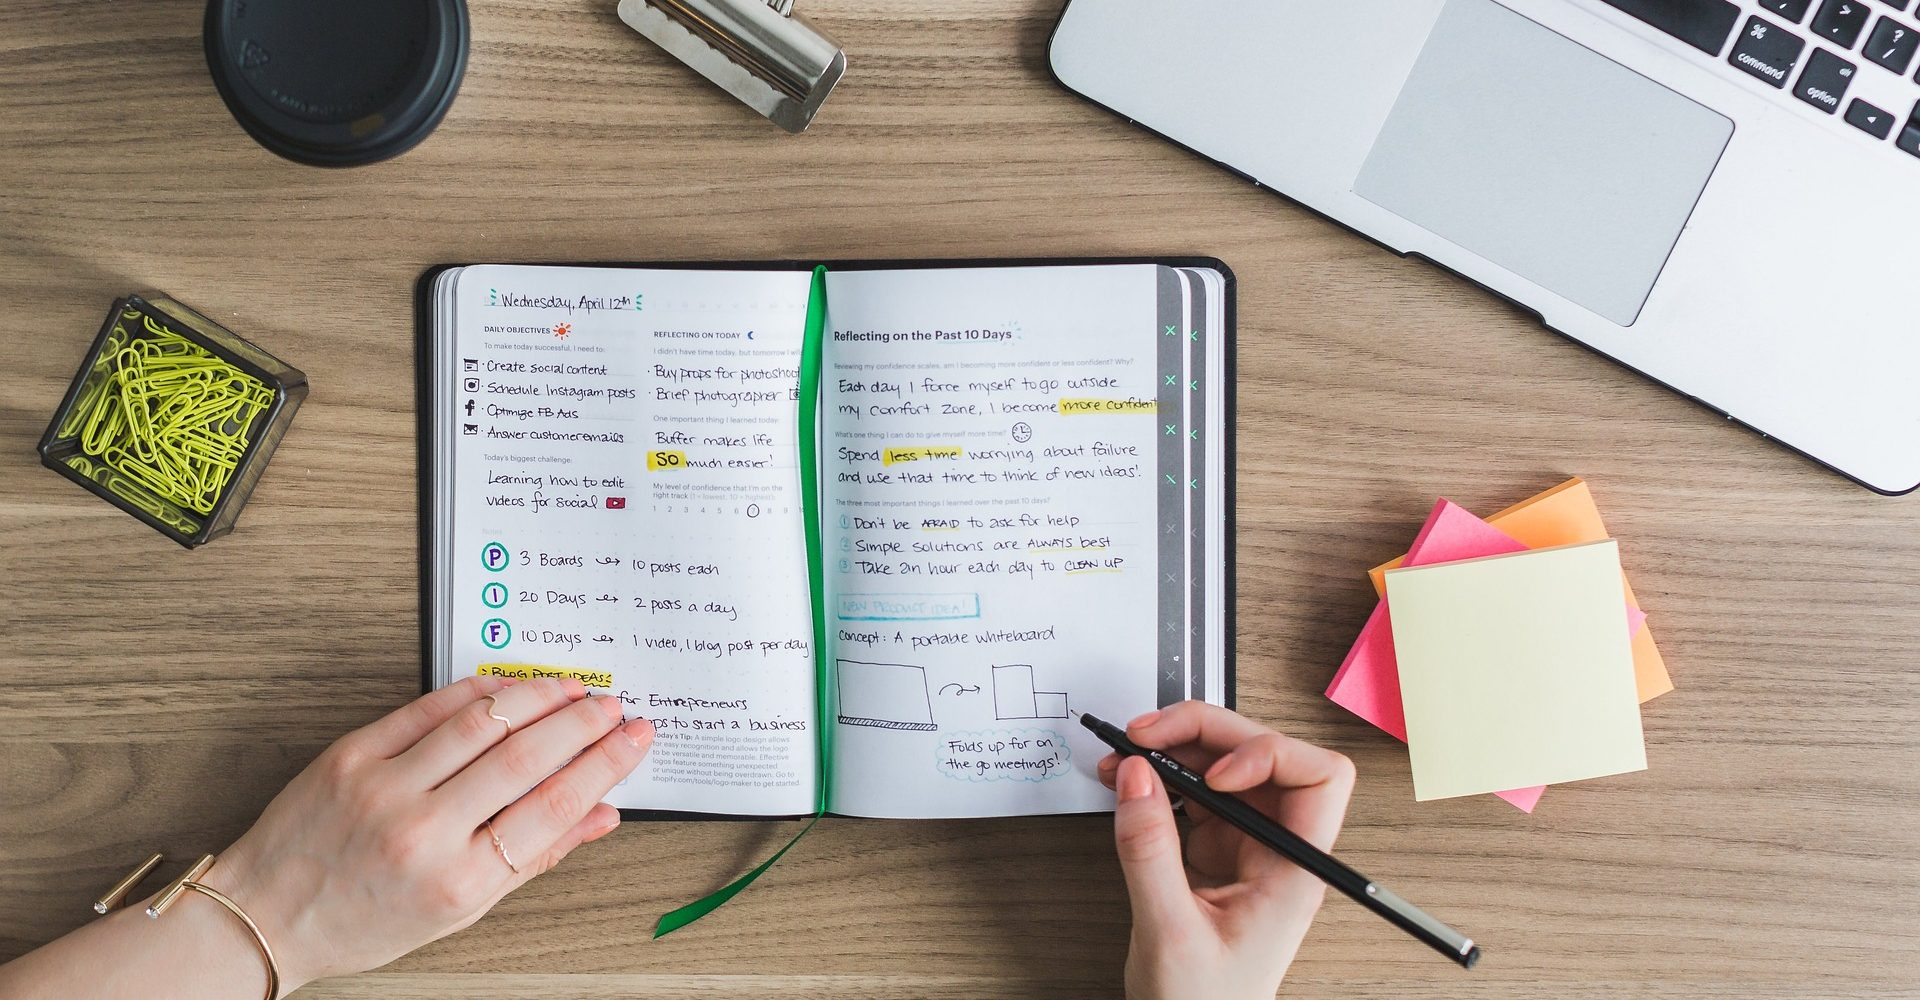 Wednesday, April 12th
DAILY OBJECTIVES
To make today successful, I need to:
· Create social content
· Schedule Instagram posts
f · Optimize FB Ads
· Answer customer emails
Today's biggest challenge:
Learning how to edit
videos for social
REFLECTING ON TODAY
I didn't have time today, but tomorrow I will
· Buy props for photoshoot
· Brief photographer
One important thing I learned today:
Buffer makes life
SO much easier!
My level of confidence that I'm on the
right track (1 = lowest, 10 = highest):
1 2 3 4 5 6 7 8 9
Notes
P 3 Boards → 10 posts each
I 20 Days → 2 posts a day
F 10 Days → 1 video, 1 blog post per day
BLOG POST IDEAS
for Entrepreneurs
to start a business
Today's Tip: A simple logo design allows
for easy recognition and allows the logo
to be versatile and memorable. Effective
logos feature something unexpected
or unique without being overdrawn. Go to
shopify.com/tools/logo-maker to get started.
Reflecting on the Past 10 Days
Reviewing my confidence scales, am I becoming more confident or less confident? Why?
Each day I force myself to go outside
my comfort zone, I become more confident
What's one thing I can do to give myself more time?
Spend less time worrying about failure
and use that time to think of new ideas!
The three most important things I learned over the past 10 days?
1 Don't be AFRAID to ask for help
2 Simple solutions are ALWAYS best
3 Take an hour each day to CLEAN UP
NEW PRODUCT IDEA!
Concept: A portable whiteboard
Folds up for on
the go meetings!
⌘
command
alt
option
>
.
?
/